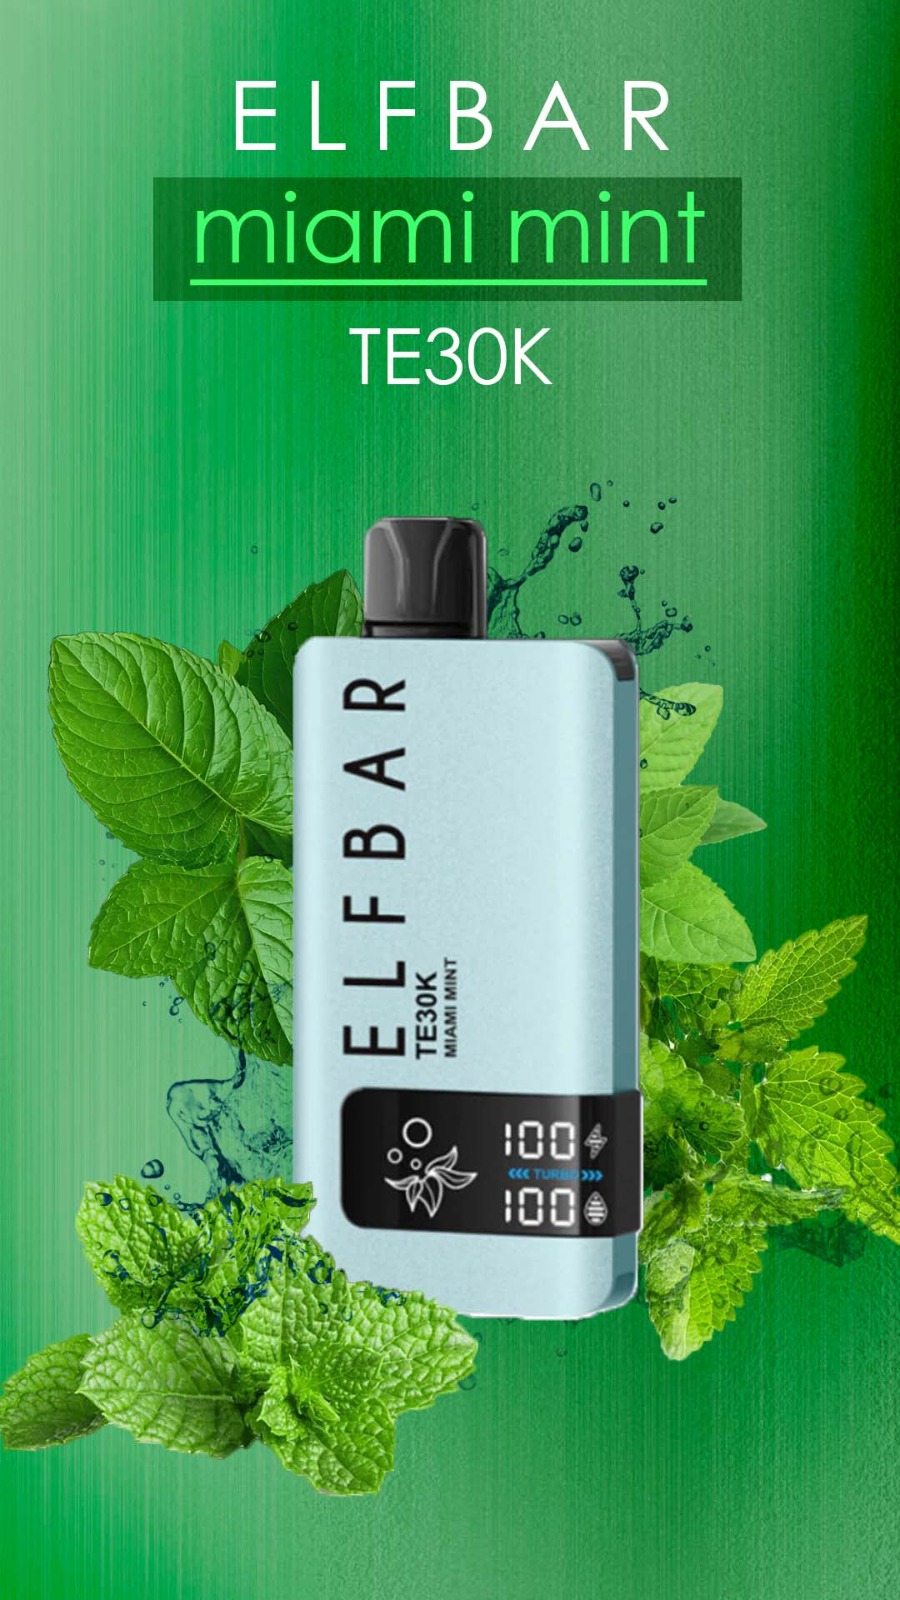 ELFBAR
miami mint
TE30K
ELFBAR
TE30K
MIAMI MINT
100
TURBO
100